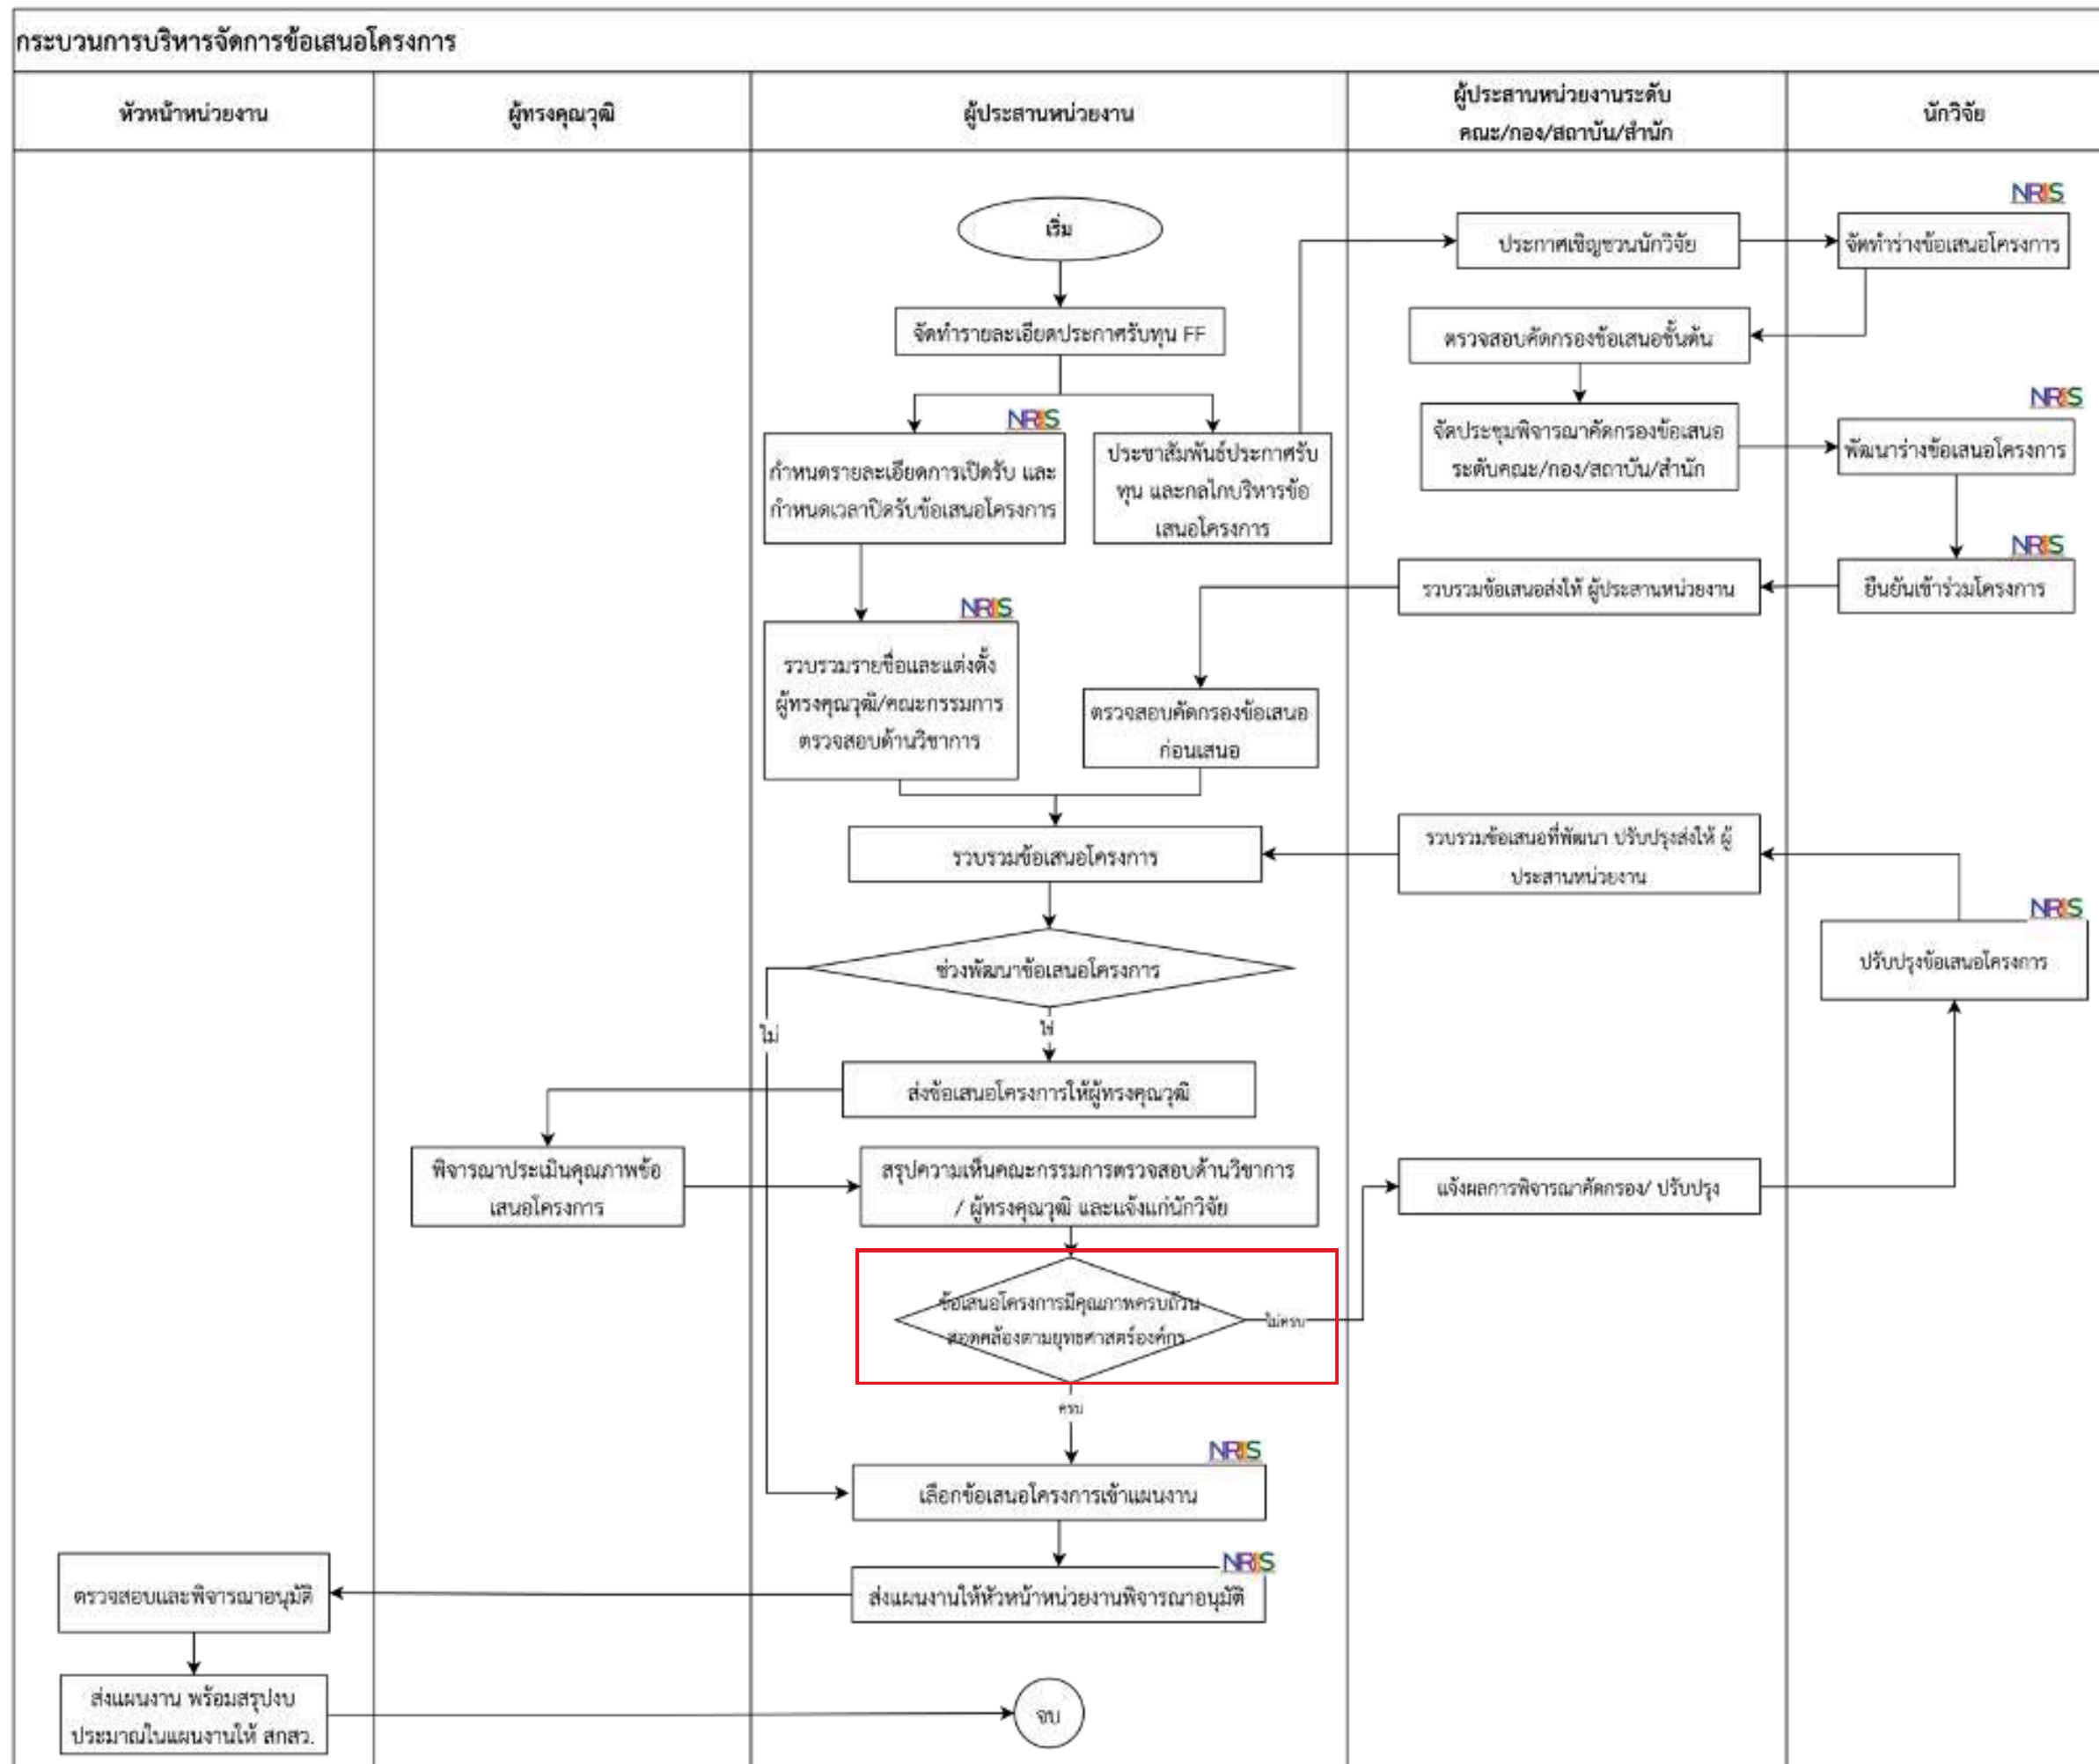 กระบวนการบริหารจัดการข้อเสนอโครงการ
หัวหน้าหน่วยงาน
ผู้ทรงคุณวุฒิ
ผู้ประสานหน่วยงาน
ผู้ประสานหน่วยงานระดับ
คณะ/กอง/สถาบัน/สำนัก
นักวิจัย
เริ่ม
NRIIS
ประกาศเชิญชวนนักวิจัย
จัดทำร่างข้อเสนอโครงการ
จัดทำรายละเอียดประกาศรับทุน FF
ตรวจสอบคัดกรองข้อเสนอขั้นต้น
NRIIS
กำหนดรายละเอียดการเปิดรับ และ
กำหนดเวลาปิดรับข้อเสนอโครงการ
ประชาสัมพันธ์ประกาศรับ
ทุน และกลไกบริหารข้อ
เสนอโครงการ
จัดประชุมพิจารณาคัดกรองข้อเสนอ
ระดับคณะ/กอง/สถาบัน/สำนัก
NRIIS
พัฒนาร่างข้อเสนอโครงการ
NRIIS
รวบรวมข้อเสนอส่งให้ ผู้ประสานหน่วยงาน
ยืนยันเข้าร่วมโครงการ
NRIIS
รวบรวมรายชื่อและแต่งตั้ง
ผู้ทรงคุณวุฒิ/คณะกรรมการ
ตรวจสอบด้านวิชาการ
ตรวจสอบคัดกรองข้อเสนอ
ก่อนเสนอ
รวบรวมข้อเสนอโครงการ
รวบรวมข้อเสนอที่พัฒนา ปรับปรุงส่งให้ ผู้
ประสานหน่วยงาน
NRIIS
ปรับปรุงข้อเสนอโครงการ
ช่วงพัฒนาข้อเสนอโครงการ
ไม่
ใช่
ส่งข้อเสนอโครงการให้ผู้ทรงคุณวุฒิ
พิจารณาประเมินคุณภาพข้อ
เสนอโครงการ
สรุปความเห็นคณะกรรมการตรวจสอบด้านวิชาการ
/ ผู้ทรงคุณวุฒิ และแจ้งแก่นักวิจัย
แจ้งผลการพิจารณาคัดกรอง/ ปรับปรุง
ข้อเสนอโครงการมีคุณภาพครบถ้วน
สอดคล้องตามยุทธศาสตร์องค์กร
ไม่ครบ
ครบ
NRIIS
เลือกข้อเสนอโครงการเข้าแผนงาน
NRIIS
ส่งแผนงานให้หัวหน้าหน่วยงานพิจารณาอนุมัติ
ตรวจสอบและพิจารณาอนุมัติ
ส่งแผนงาน พร้อมสรุปงบ
ประมาณในแผนงานให้ สกสว.
จบ